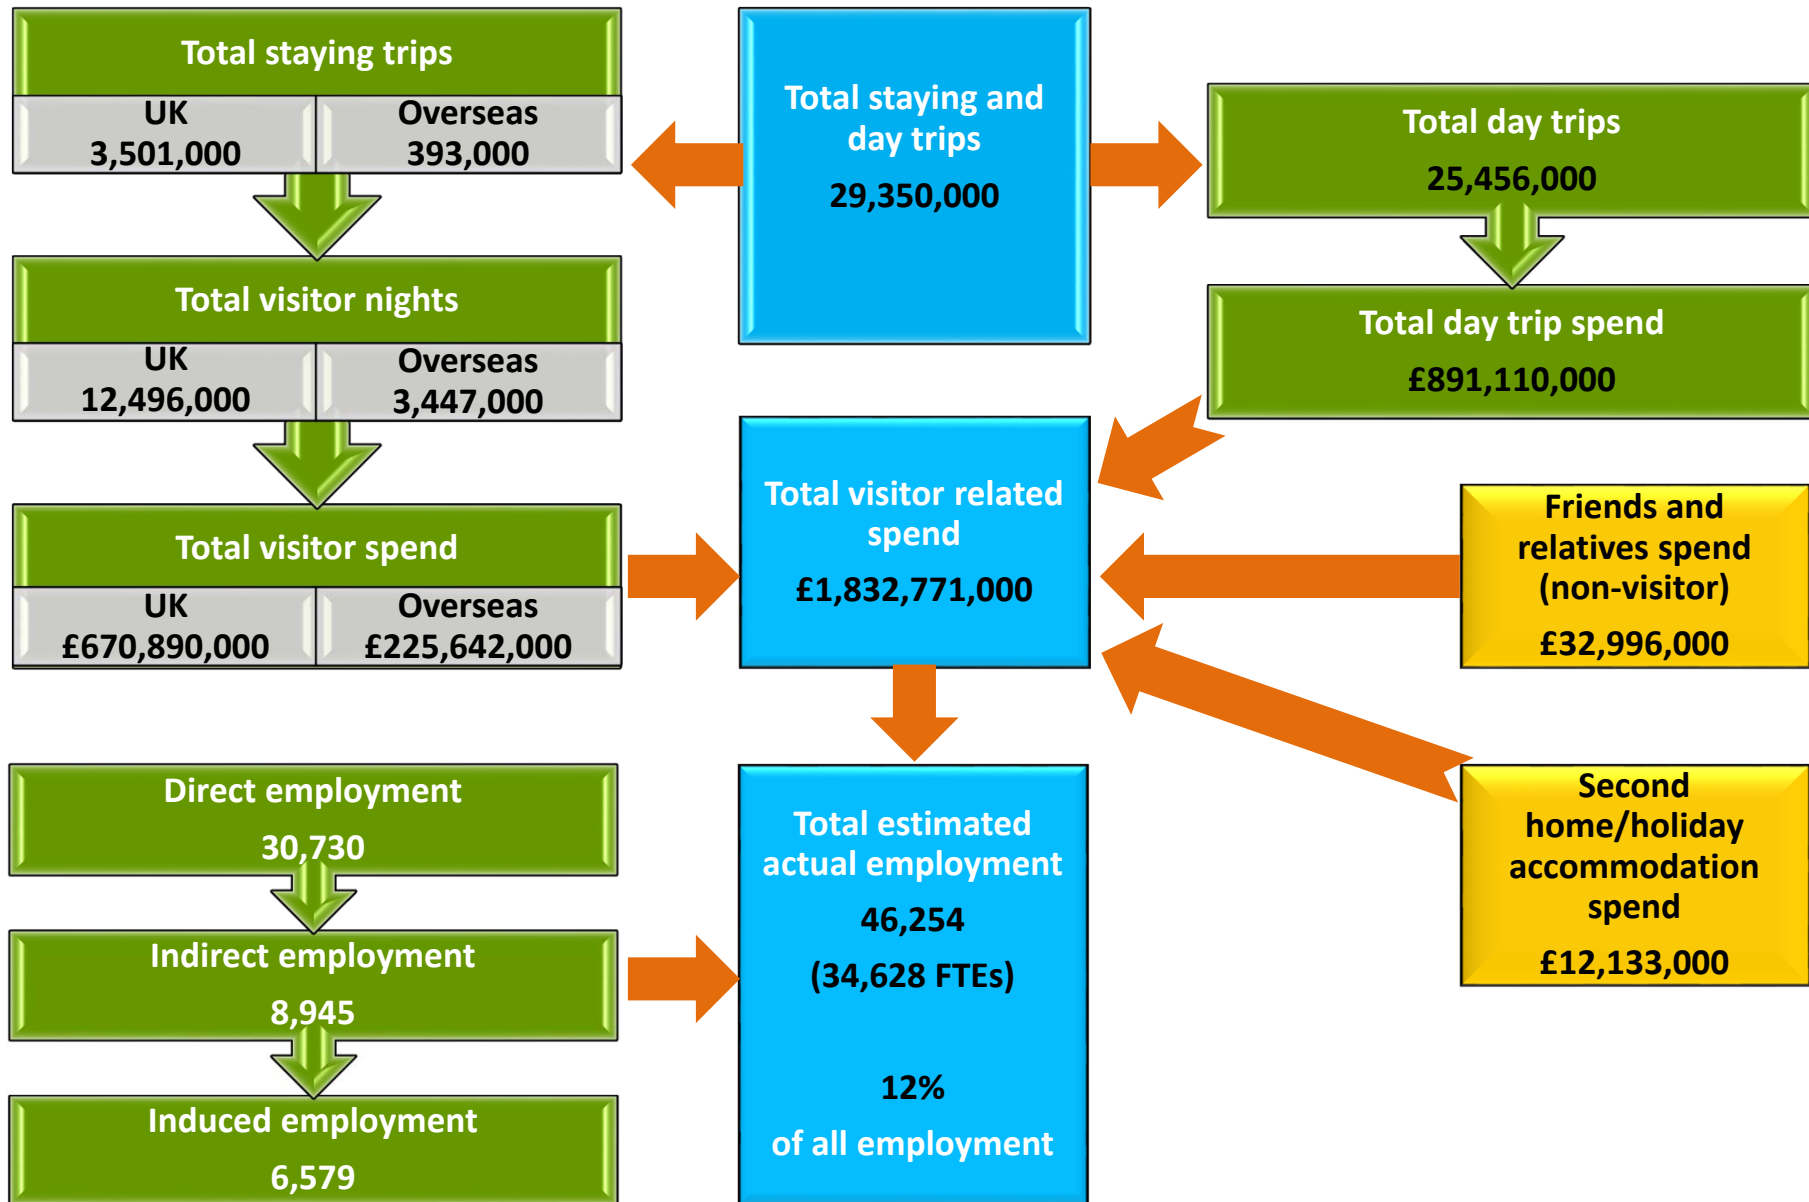 Total staying trips
UK
3,501,000
Overseas
393,000
Total visitor nights
UK
12,496,000
Overseas
3,447,000
Total visitor spend
UK
£670,890,000
Overseas
£225,642,000
Direct employment
30,730
Indirect employment
8,945
Induced employment
6,579
Total staying and
day trips
29,350,000
Total visitor related
spend
£1,832,771,000
Total estimated
actual employment
46,254
(34,628 FTEs)
12%
of all employment
Total day trips
25,456,000
Total day trip spend
£891,110,000
Friends and
relatives spend
(non-visitor)
£32,996,000
Second
home/holiday
accommodation
spend
£12,133,000